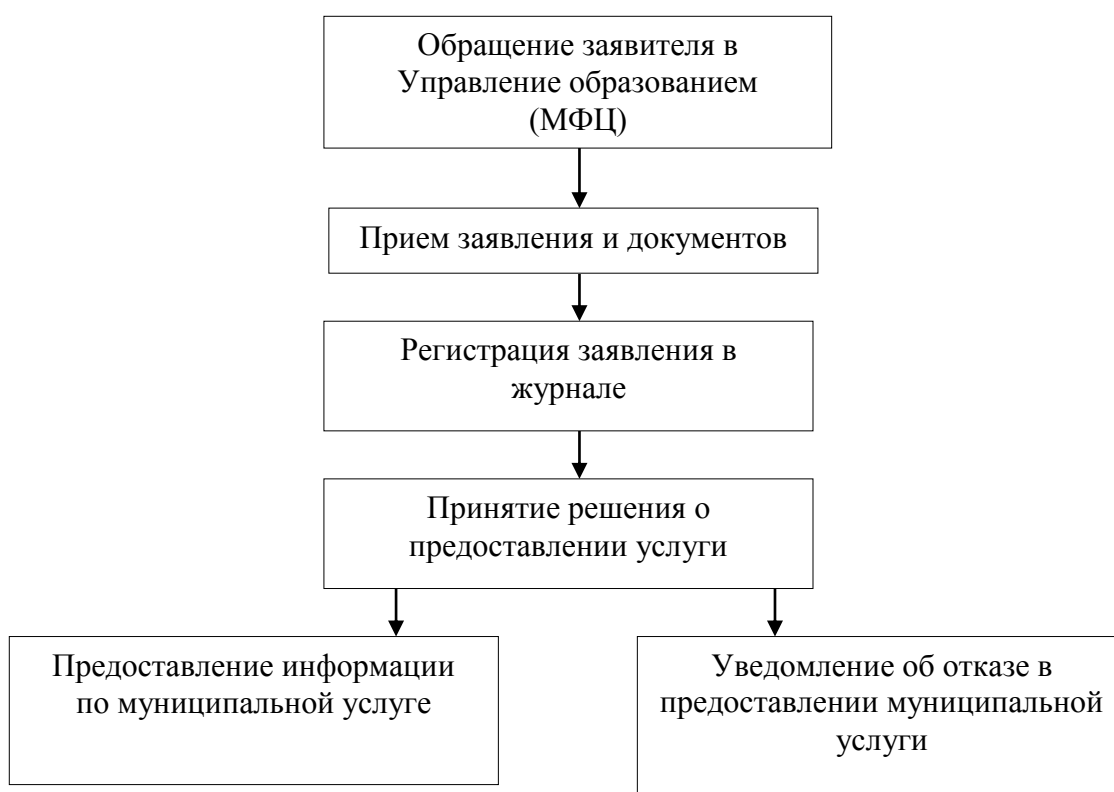 Обращение заявителя в
Управление образованием
(МФЦ)
Прием заявления и документов
Регистрация заявления в
журнале
Принятие решения о
предоставлении услуги
Предоставление информации
по муниципальной услуге
Уведомление об отказе в
предоставлении муниципальной
услуги